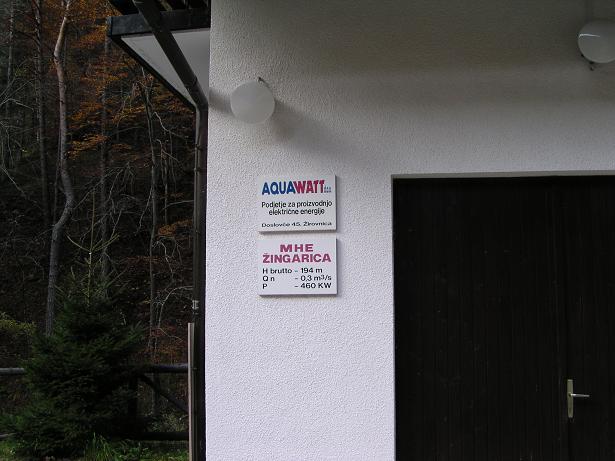 AQUAWATT d.o.o.
Podjetje za proizvodnjo
električne energije
Doslovče 45, Žirovnica
MHE
ŽINGARICA
H brutto - 194 m
Q n - 0,3 m³/s
P - 460 KW